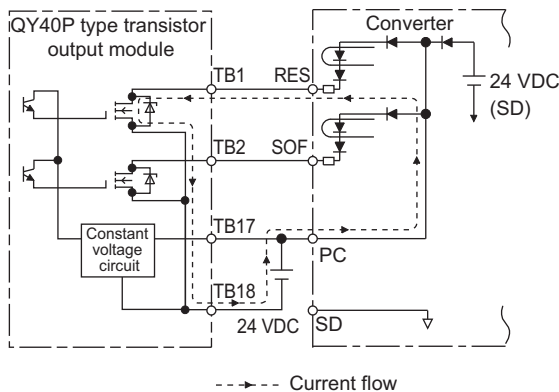 QY40P type transistor
output module
Converter
TB1
RES
24 VDC
(SD)
TB2
SOF
TB17
Constant
voltage
circuit
PC
TB18
24 VDC
SD
Current flow